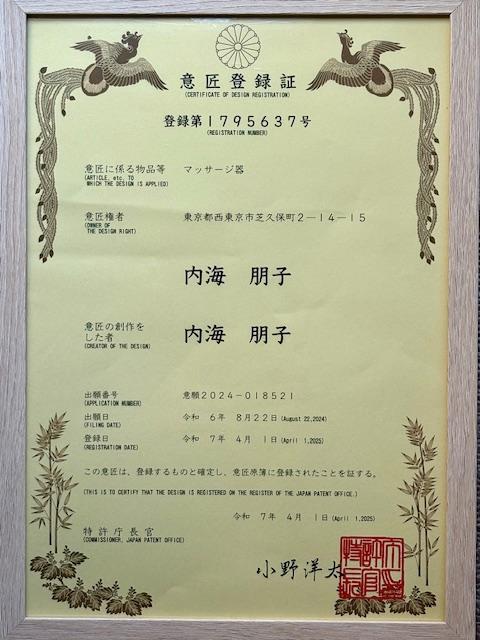 意匠登録証
(CERTIFICATE OF DESIGN REGISTRATION)
登録第1795637号
(REGISTRATION NUMBER)
意匠に係る物品等 マッサージ器
(ARTICLE, etc. TO
WHICH THE DESIGN IS APPLIED)
意匠権者 東京都西東京市芝久保町2－14－15
(OWNER OF
THE DESIGN RIGHT)
内海 朋子
意匠の創作を
した者 内海 朋子
(CREATOR OF THE DESIGN)
出願番号 意願2024-018521
(APPLICATION NUMBER)
出願日 令和 6年 8月22日(August 22,2024)
(FILING DATE)
登録日 令和 7年 4月 1日(April 1,2025)
(REGISTRATION DATE)
この意匠は、登録するものと確定し、意匠原簿に登録されたことを証する。
(THIS IS TO CERTIFY THAT THE DESIGN IS REGISTERED ON THE REGISTER OF THE JAPAN PATENT OFFICE.)
令和 7年 4月 1日(April 1,2025)
特許庁長官
(COMMISSIONER, JAPAN PATENT OFFICE)
小野洋太